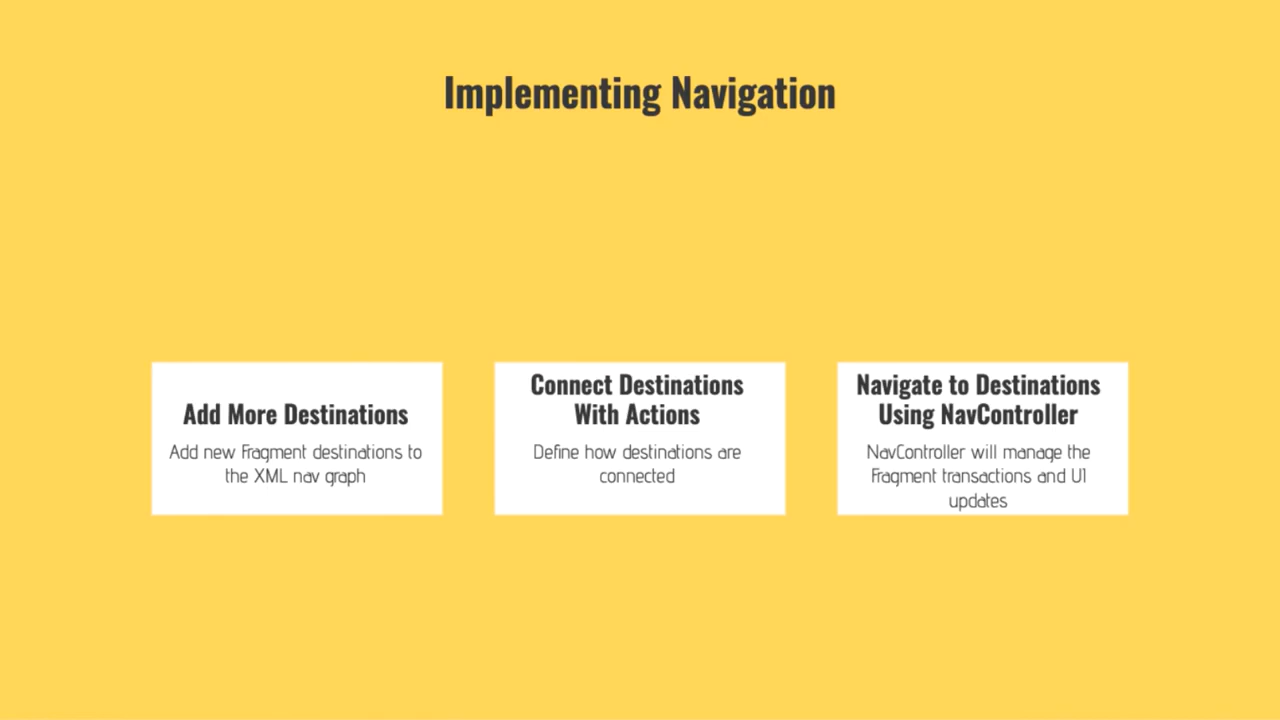 Implementing Navigation
Add More Destinations
Add new Fragment destinations to
the XML nav graph
Connect Destinations
With Actions
Define how destinations are
connected
Navigate to Destinations
Using NavController
NavController will manage the
Fragment transactions and UI
updates